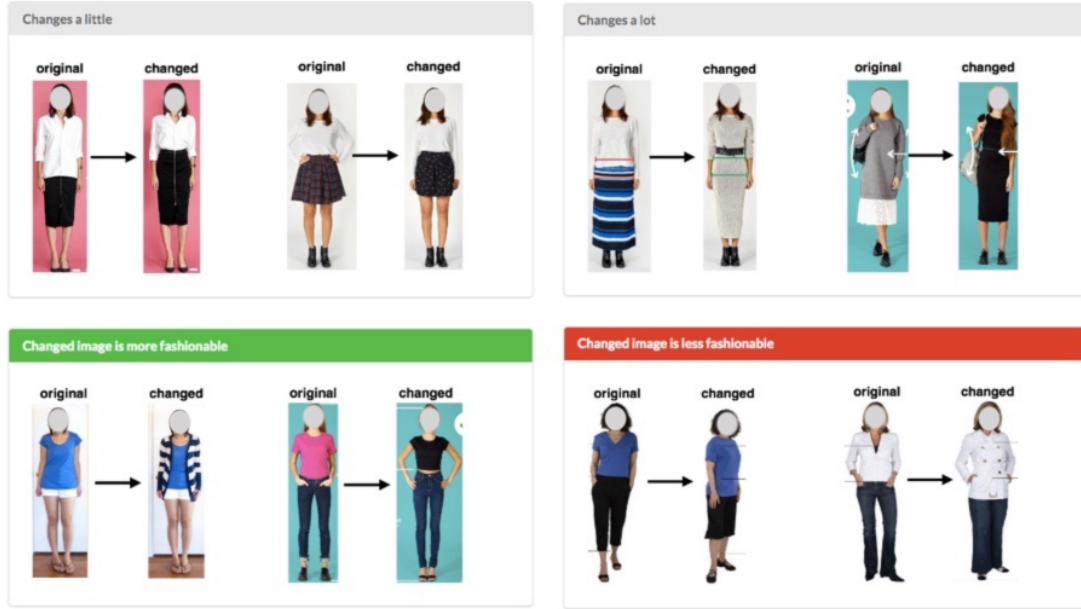 Changes a little
original changed original changed
Changes a lot
original changed original changed
Changed image is more fashionable
original changed original changed
Changed image is less fashionable
original changed original changed